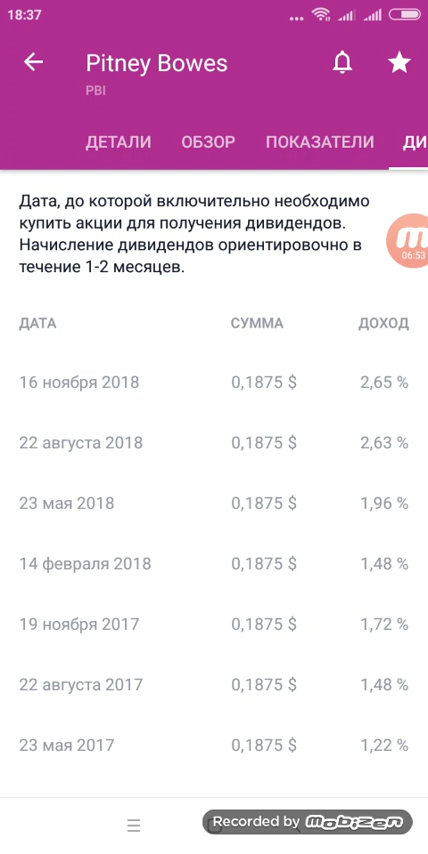 18:37
Pitney Bowes
PBI
ДЕТАЛИ ОБЗОР ПОКАЗАТЕЛИ ДИ
Дата, до которой включительно необходимо
купить акции для получения дивидендов.
Начисление дивидендов ориентировочно в
течение 1-2 месяцев.
06:53
ДАТА СУММА ДОХОД
16 ноября 2018 0,1875 $ 2,65 %
22 августа 2018 0,1875 $ 2,63 %
23 мая 2018 0,1875 $ 1,96 %
14 февраля 2018 0,1875 $ 1,48 %
19 ноября 2017 0,1875 $ 1,72 %
22 августа 2017 0,1875 $ 1,48 %
23 мая 2017 0,1875 $ 1,22 %
Recorded by mobizen